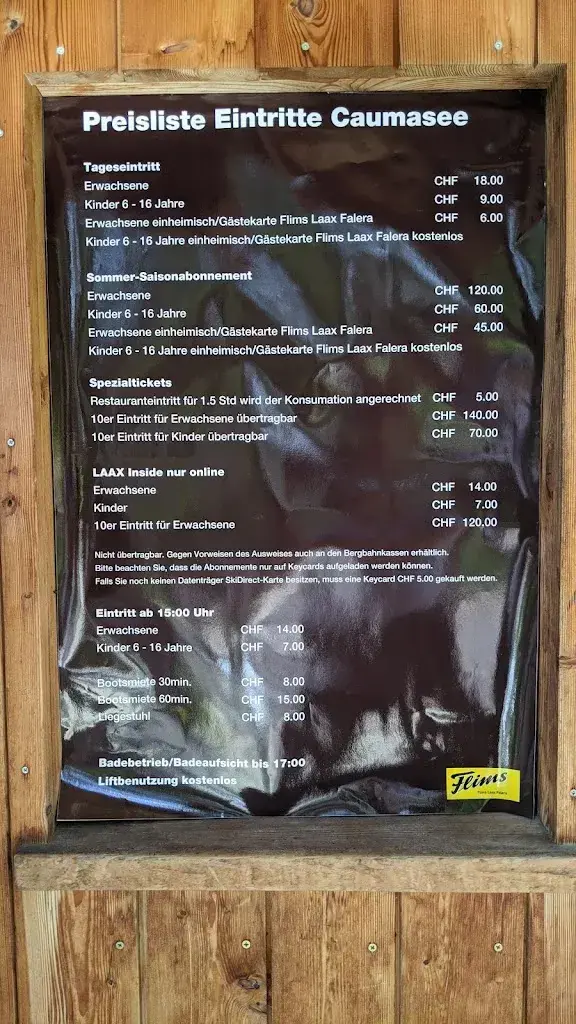 Preisliste Eintritte Caumasee
Tageseintritt
Erwachsene CHF 18.00
Kinder 6 - 16 Jahre CHF 9.00
Erwachsene einheimisch/Gästekarte Flims Laax Falera CHF 6.00
Kinder 6 - 16 Jahre einheimisch/Gästekarte Flims Laax Falera kostenlos
Sommer-Saisonabonnement
Erwachsene CHF 120.00
Kinder 6 - 16 Jahre CHF 60.00
Erwachsene einheimisch/Gästekarte Flims Laax Falera CHF 45.00
Kinder 6 - 16 Jahre einheimisch/Gästekarte Flims Laax Falera kostenlos
Spezialtickets
Restauranteintritt für 1.5 Std wird der Konsumation angerechnet CHF 5.00
10er Eintritt für Erwachsene übertragbar CHF 140.00
10er Eintritt für Kinder übertragbar CHF 70.00
LAAX Inside nur online
Erwachsene CHF 14.00
Kinder CHF 7.00
10er Eintritt für Erwachsene CHF 120,00
Nicht übertragbar. Gegen Vorweisen des Ausweises auch an den Bergbahnkassen erhältlich.
Bitte beachten Sie, dass die Abonnemente nur auf Keycards aufgeladen werden können.
Falls Sie noch keinen Datenträger SkiDirect-Karte besitzen, muss eine Keycard CHF 5.00 gekauft werden.
Eintritt ab 15:00 Uhr
Erwachsene CHF 14.00
Kinder 6 - 16 Jahre CHF 7.00
Bootsmiete 30min. CHF 8.00
Bootsmiete 60min. CHF 15.00
Liegestuhl CHF 8.00
Badebetrieb/Badeaufsicht bis 17:00
Liftbenutzung kostenlos
Flims